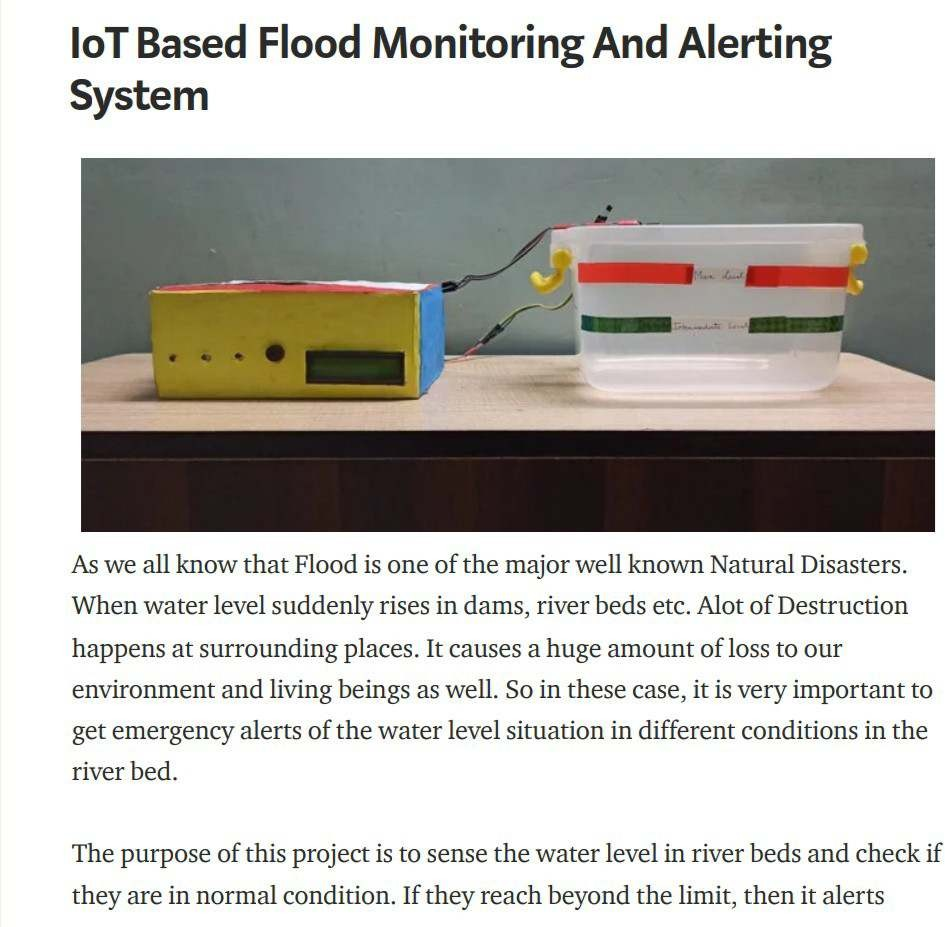 IoT Based Flood Monitoring And Alerting
System
Max Level
Intermediate Level
As we all know that Flood is one of the major well known Natural Disasters.
When water level suddenly rises in dams, river beds etc. Alot of Destruction
happens at surrounding places. It causes a huge amount of loss to our
environment and living beings as well. So in these case, it is very important to
get emergency alerts of the water level situation in different conditions in the
river bed.
The purpose of this project is to sense the water level in river beds and check if
they are in normal condition. If they reach beyond the limit, then it alerts